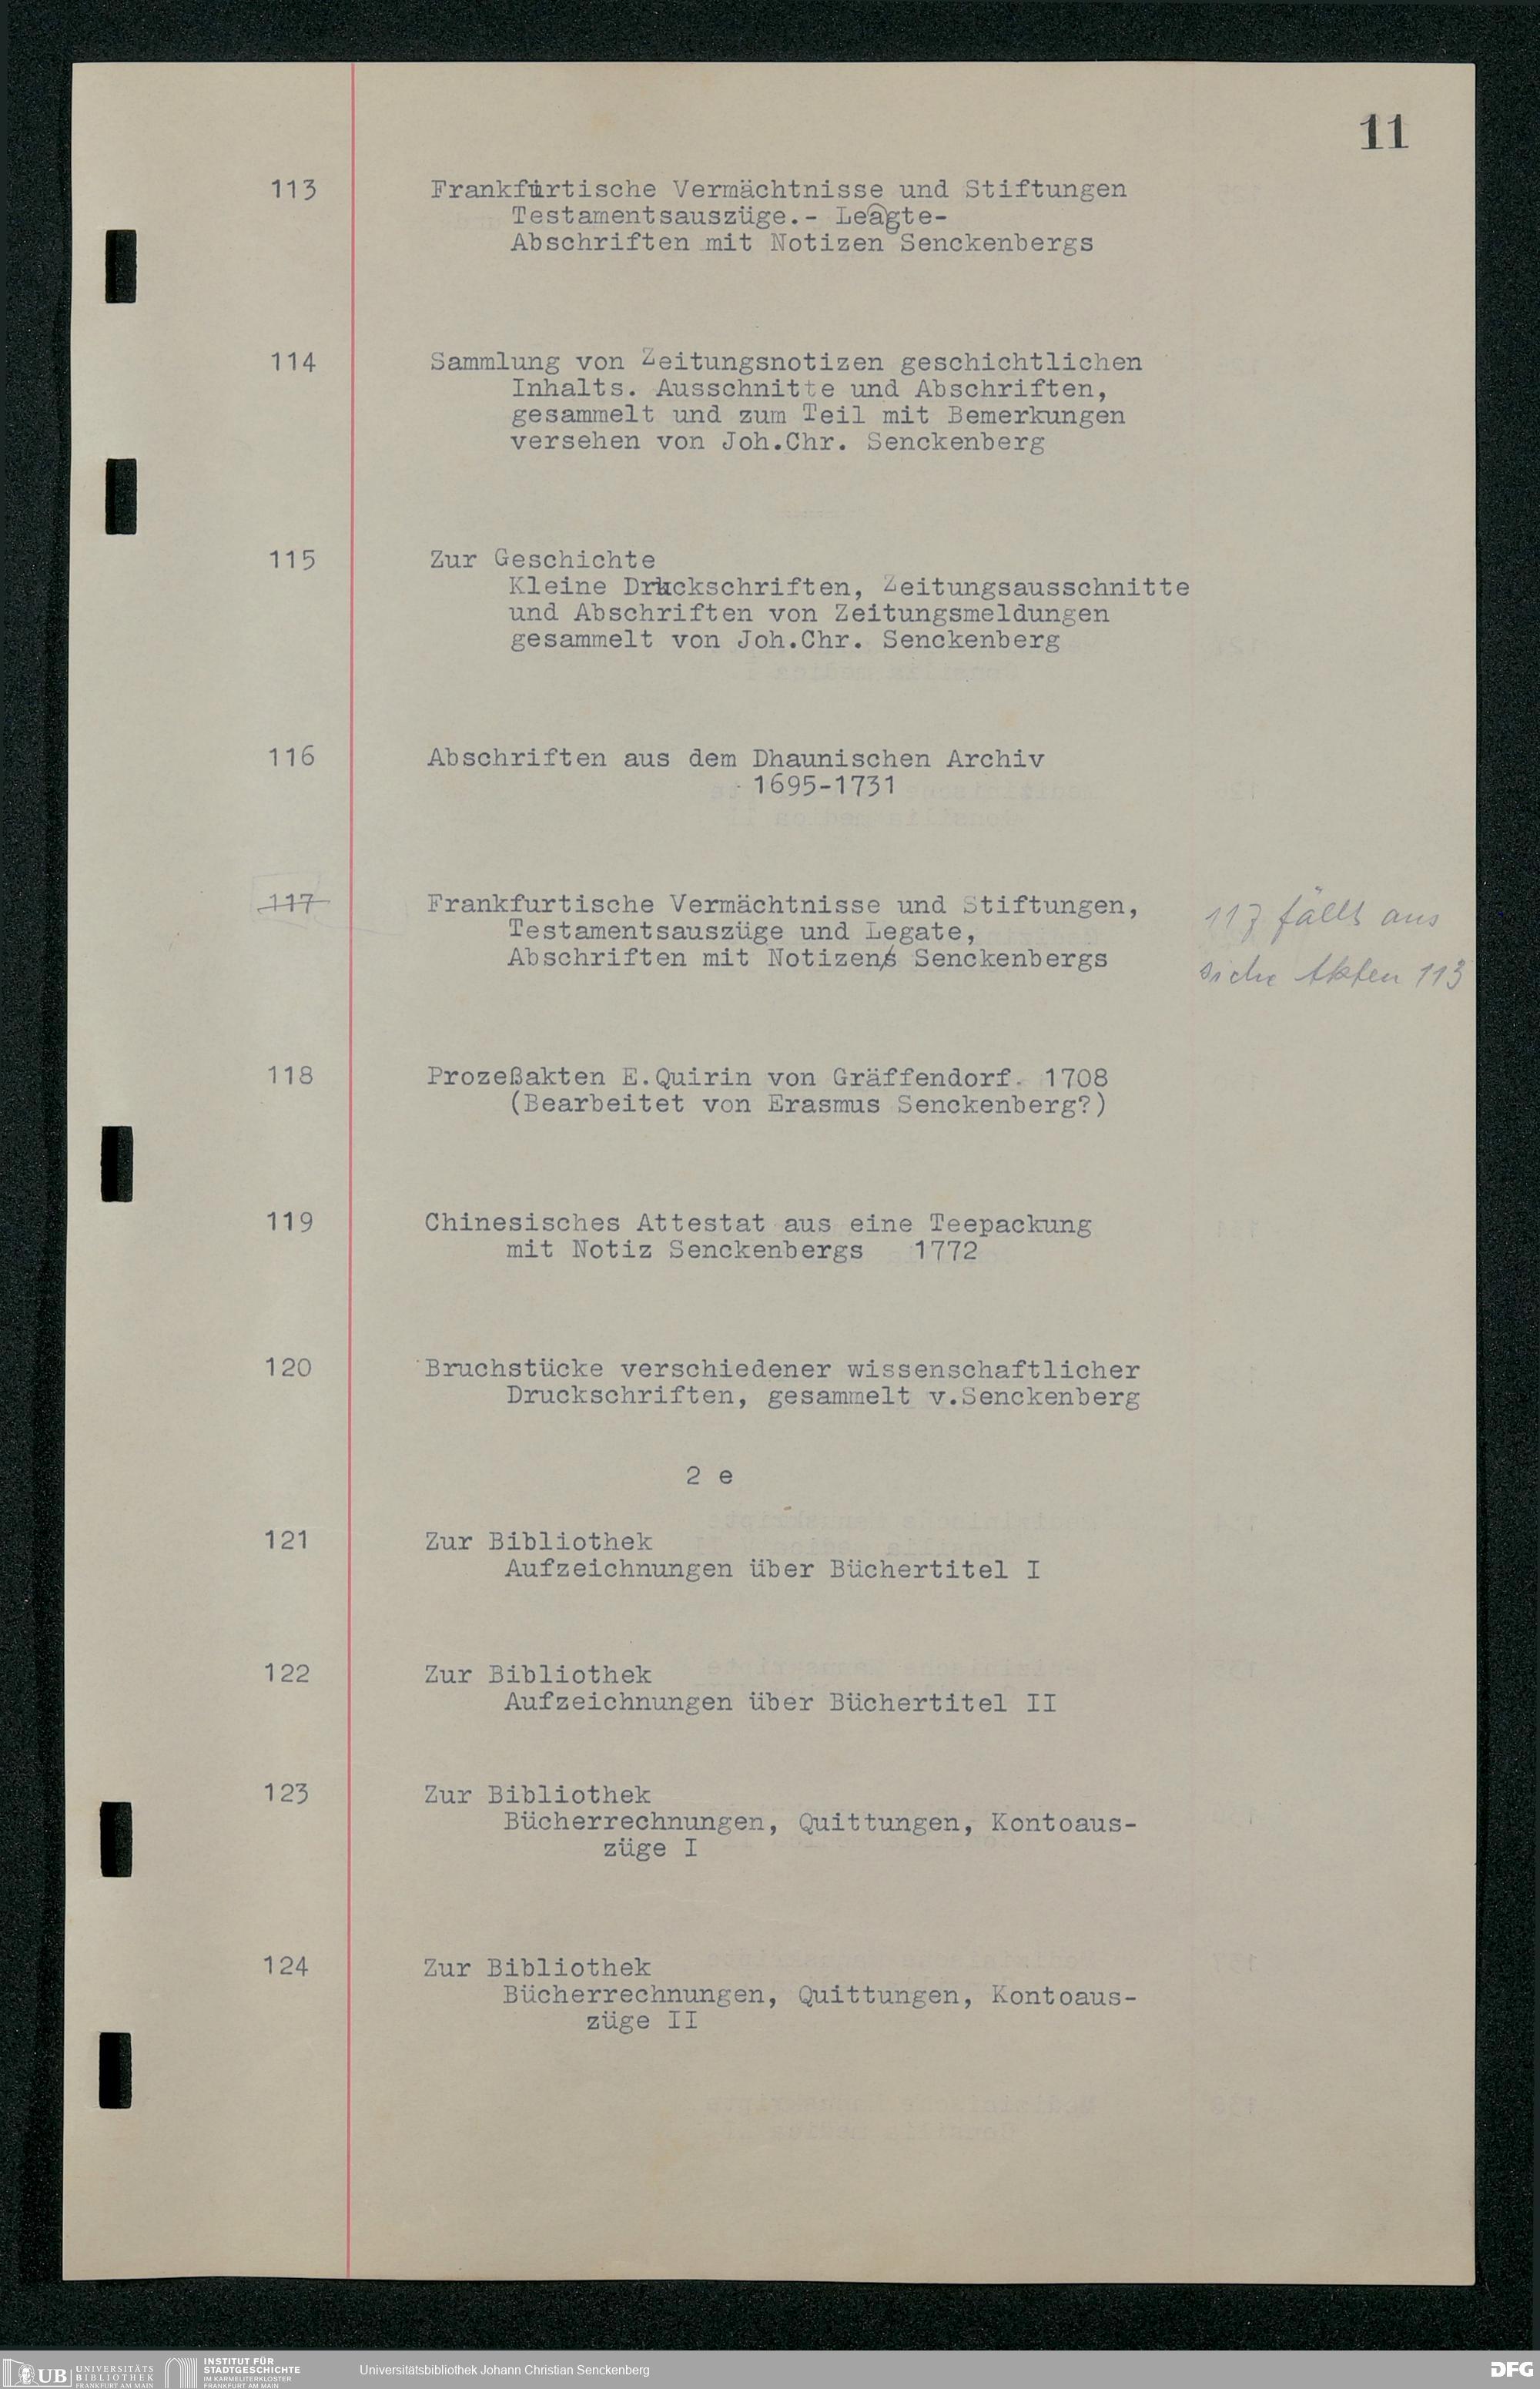 11
113 Frankfurtische Vermächtnisse und Stiftungen
Testamentsauszüge.- Leagte-
Abschriften mit Notizen Senckenbergs
114 Sammlung von Zeitungsnotizen geschichtlichen
Inhalts. Ausschnitte und Abschriften,
gesammelt und zum Teil mit Bemerkungen
versehen von Joh.Chr. Senckenberg
115 Zur Geschichte
Kleine Druckschriften, Zeitungsausschnitte
und Abschriften von Zeitungsmeldungen
gesammelt von Joh.Chr. Senckenberg
116 Abschriften aus dem Dhaunischen Archiv
1695-1731
117 Frankfurtische Vermächtnisse und Stiftungen, 117 fällt aus
Testamentsauszüge und Legate,
Abschriften mit Notizens Senckenbergs siehe Akten 113
118 Prozeßakten E.Quirin von Gräffendorf. 1708
(Bearbeitet von Erasmus Senckenberg?)
119 Chinesisches Attestat aus eine Teepackung
mit Notiz Senckenbergs 1772
120 Bruchstücke verschiedener wissenschaftlicher
Druckschriften, gesammelt v.Senckenberg
2 e
121 Zur Bibliothek
Aufzeichnungen über Büchertitel I
122 Zur Bibliothek
Aufzeichnungen über Büchertitel II
123 Zur Bibliothek
Bücherrechnungen, Quittungen, Kontoaus-
züge I
124 Zur Bibliothek
Bücherrechnungen, Quittungen, Kontoaus-
züge II
UB UNIVERSITÄTS
BIBLIOTHEK
FRANKFURT AM MAIN
INSTITUT FÜR
STADTGESCHICHTE
IM KARMELITERKLOSTER
FRANKFURT AM MAIN
Universitätsbibliothek Johann Christian Senckenberg
DFG